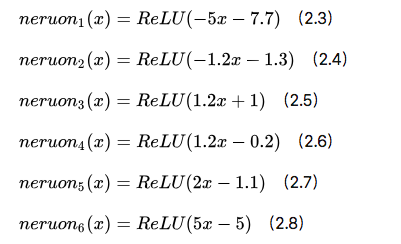 neruon₁(x) = ReLU(−5x − 7.7) (2.3)
neruon₂(x) = ReLU(−1.2x − 1.3) (2.4)
neruon₃(x) = ReLU(1.2x + 1) (2.5)
neruon₄(x) = ReLU(1.2x − 0.2) (2.6)
neruon₅(x) = ReLU(2x − 1.1) (2.7)
neruon₆(x) = ReLU(5x − 5) (2.8)